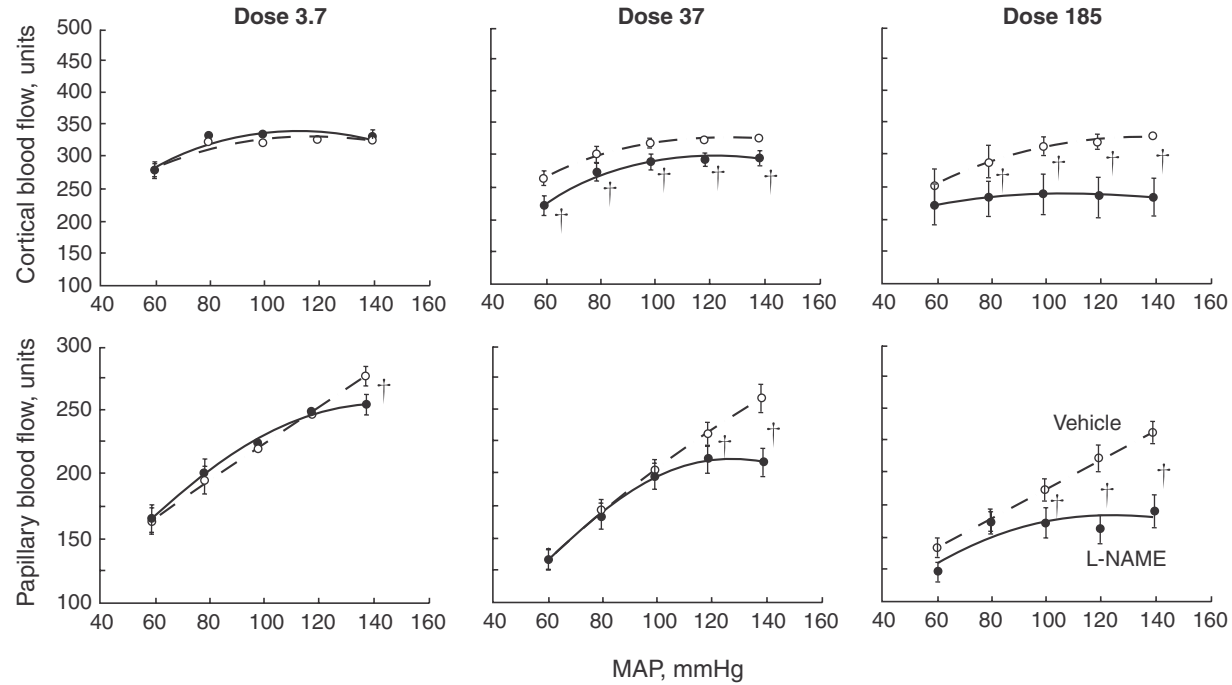 Dose 3.7
Dose 37
Dose 185
Cortical blood flow, units
500
450
400
350
300
250
200
150
100
† † † † †
† † † †
40 60 80 100 120 140 160
40 60 80 100 120 140 160
40 60 80 100 120 140 160
Papillary blood flow, units
300
250
200
150
100
†
† †
Vehicle
† † †
L-NAME
40 60 80 100 120 140 160
40 60 80 100 120 140 160
40 60 80 100 120 140 160
MAP, mmHg